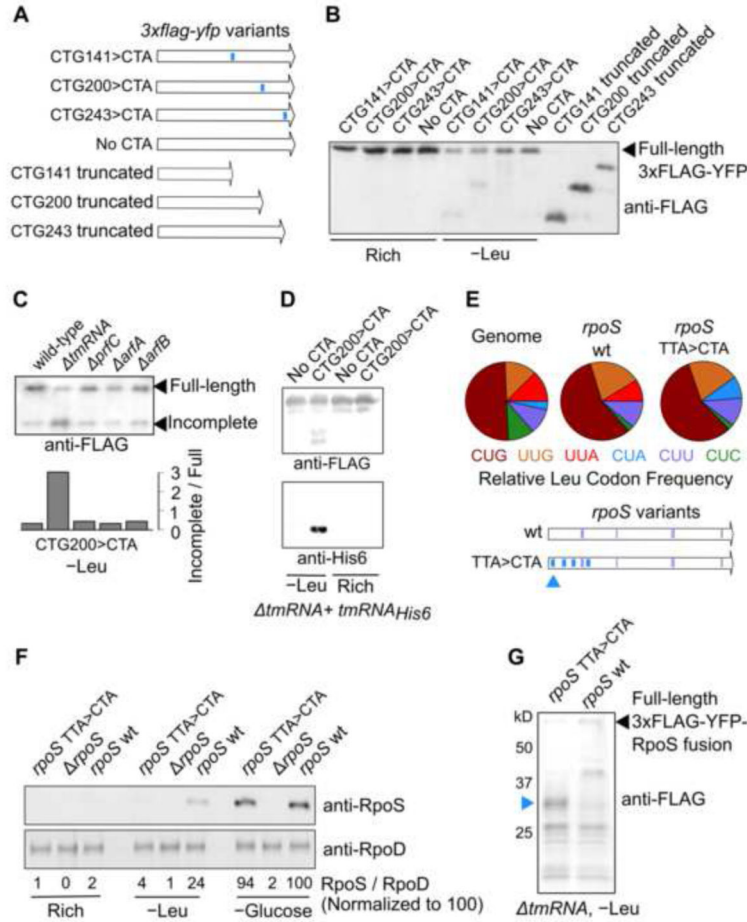 A
3xflag-yfp variants
CTG141>CTA
CTG200>CTA
CTG243>CTA
No CTA
CTG141 truncated
CTG200 truncated
CTG243 truncated
B
CTG141>CTA
CTG200>CTA
CTG243>CTA
No CTA
CTG141>CTA
CTG200>CTA
CTG243>CTA
No CTA
CTG141 truncated
CTG200 truncated
CTG243 truncated
Full-length
3xFLAG-YFP
anti-FLAG
Rich
−Leu
C
wild-type
ΔtmRNA
ΔprfC
ΔarfA
ΔarfB
Full-length
Incomplete
anti-FLAG
3
2
1
0
Incomplete / Full
CTG200>CTA
−Leu
D
No CTA
CTG200>CTA
No CTA
CTG200>CTA
anti-FLAG
anti-His6
−Leu Rich
ΔtmRNA+ tmRNAHis6
E
Genome
rpoS
wt
rpoS
TTA>CTA
CUG UUG UUA CUA CUU CUC
Relative Leu Codon Frequency
rpoS variants
wt
TTA>CTA
F
rpoS TTA>CTA
ΔrpoS
rpoS wt
rpoS TTA>CTA
ΔrpoS
rpoS wt
rpoS TTA>CTA
ΔrpoS
rpoS wt
anti-RpoS
anti-RpoD
1 0 2 4 1 24 94 2 100 RpoS / RpoD
Rich −Leu −Glucose (Normalized to 100)
G
rpoS TTA>CTA
rpoS wt
kD
50
37
25
Full-length
3xFLAG-YFP-
RpoS fusion
anti-FLAG
ΔtmRNA, −Leu